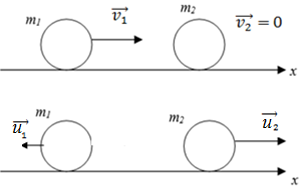 m₁ v₁⃗ m₂ v₂⃗ = 0
x
u₁⃗ m₁ m₂ u₂⃗
x